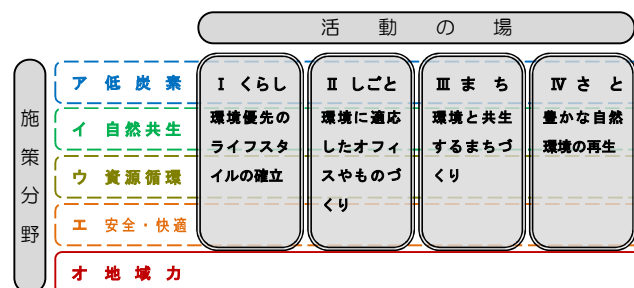 活動の場
施策分野
ア 低炭素
イ 自然共生
ウ 資源循環
エ 安全・快適
オ 地域力
Ⅰ くらし
環境優先の
ライフスタ
イルの確立
Ⅱ しごと
環境に適応
したオフィ
スやものづ
くり
Ⅲ まち
環境と共生
するまちづ
くり
Ⅳ さと
豊かな自然
環境の再生